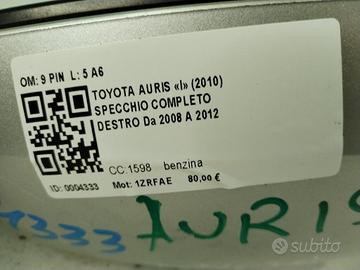 OM: 9 PIN L: 5 A6
TOYOTA AURIS «I» (2010)
SPECCHIO COMPLETO
DESTRO Da 2008 A 2012
CC:1598 benzina
ID: 0004333
Mot: 1ZRFAE 80,00 €
4333 AURIS
subito